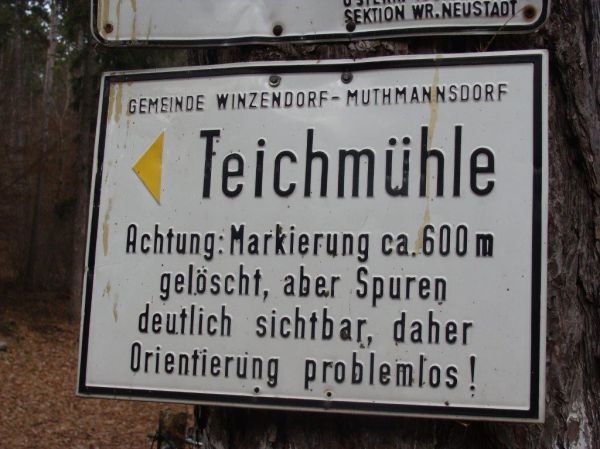 SEKTION WR. NEUSTADT
GEMEINDE WINZENDORF-MUTHMANNSDORF
Teichmühle
Achtung: Markierung ca. 600 m
gelöscht, aber Spuren
deutlich sichtbar, daher
Orientierung problemlos!